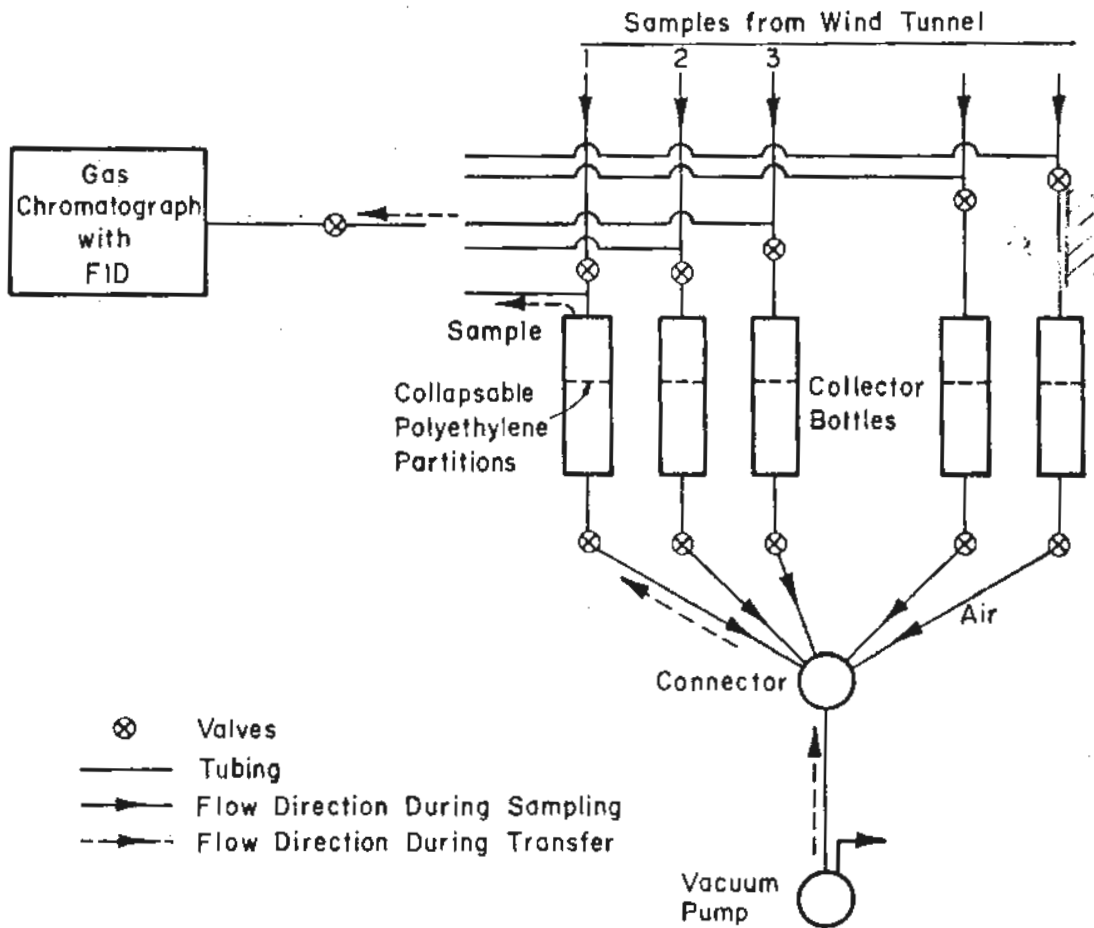 Samples from Wind Tunnel
1 2 3
Gas
Chromatograph
with
FID
Sample
Collapsable
Polyethylene
Partitions
Collector
Bottles
Air
Connector
Valves
Tubing
Flow Direction During Sampling
Flow Direction During Transfer
Vacuum
Pump